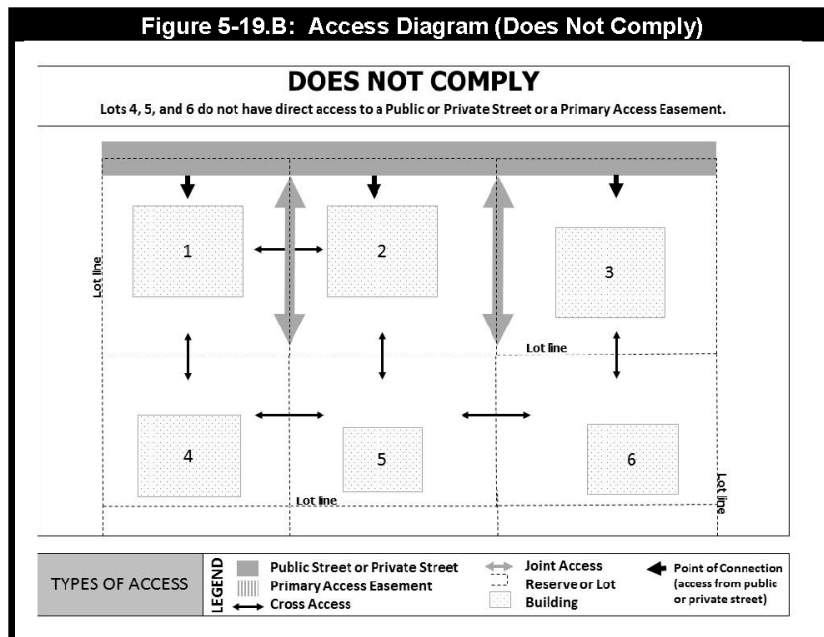 Figure 5-19.B: Access Diagram (Does Not Comply)
DOES NOT COMPLY
Lots 4, 5, and 6 do not have direct access to a Public or Private Street or a Primary Access Easement.
1
2
3
Lot line
Lot line
4
5
6
Lot line
Lot line
TYPES OF ACCESS
LEGEND
Public Street or Private Street
Primary Access Easement
Cross Access
Joint Access
Reserve or Lot
Building
Point of Connection
(access from public
or private street)